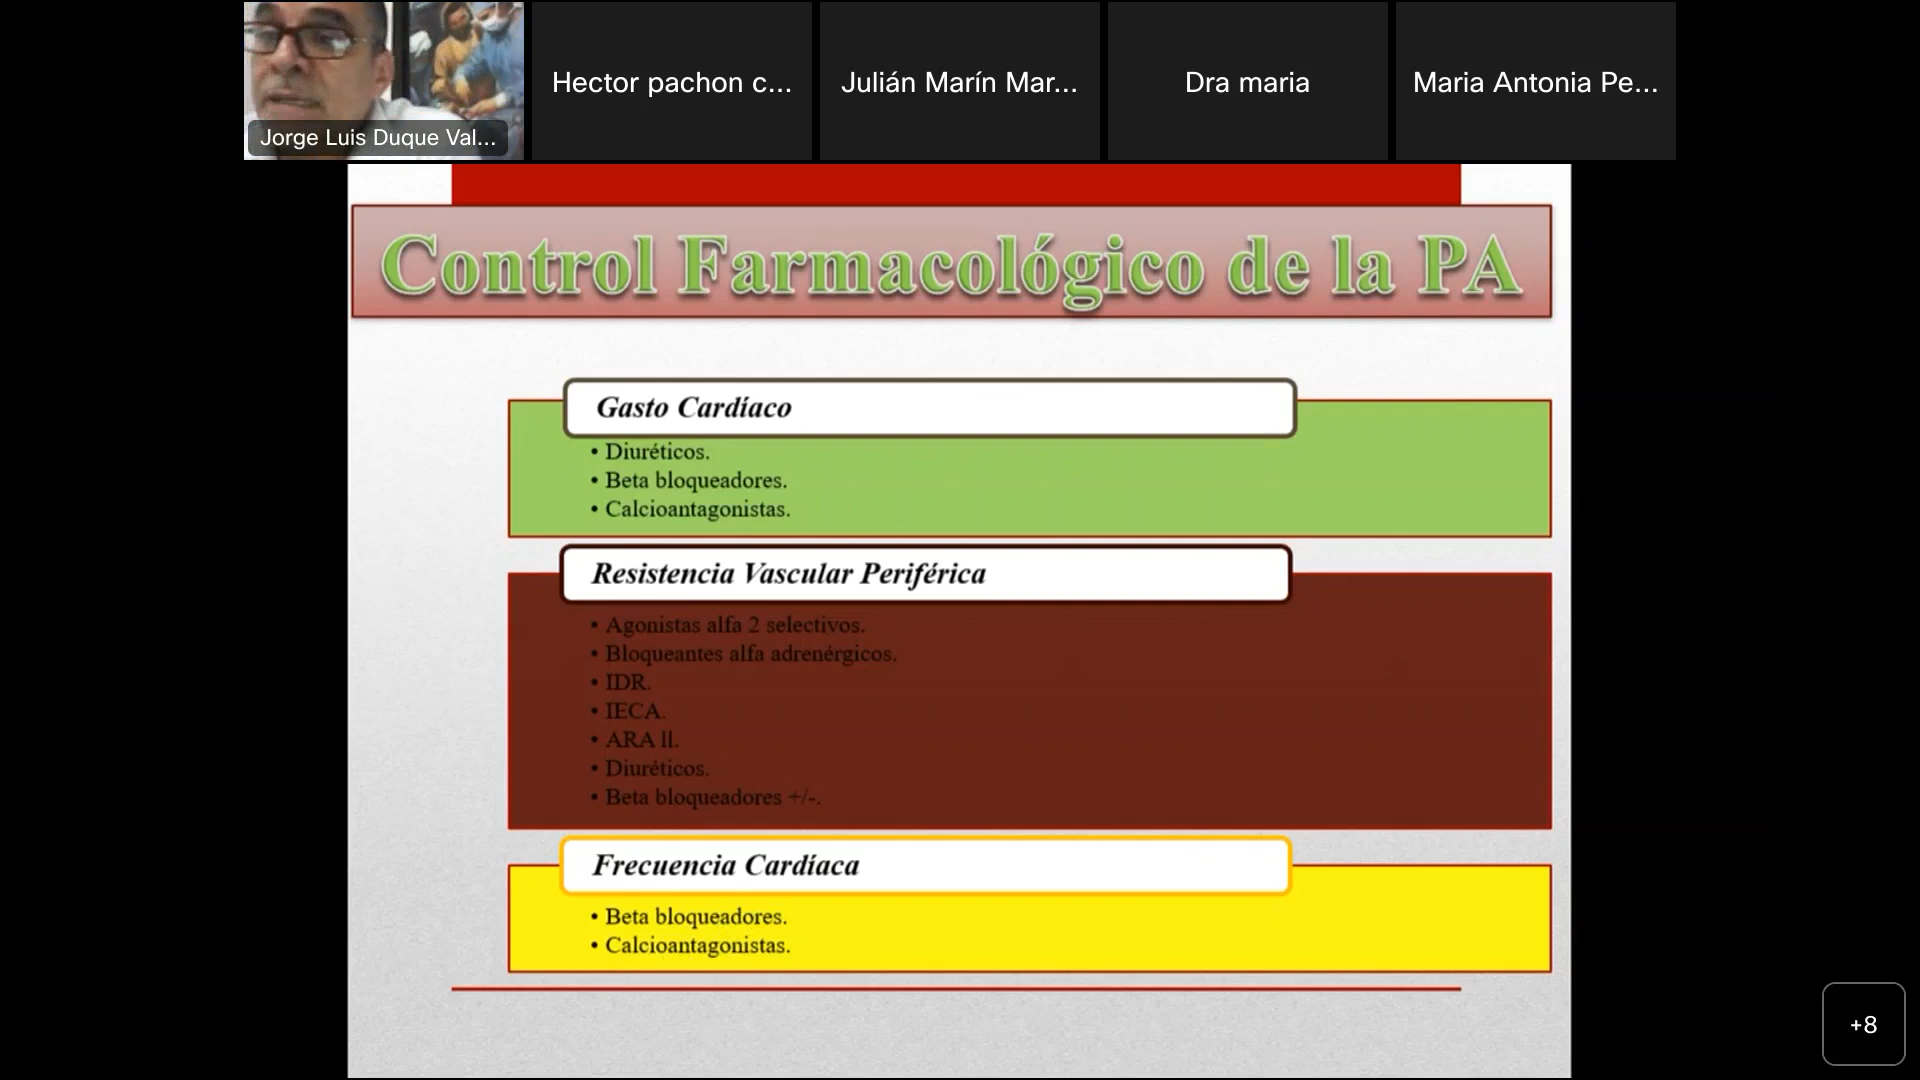 Hector pachon c...
Julián Marín Mar...
Dra maria
Maria Antonia Pe...
Jorge Luis Duque Val...
Control Farmacológico de la PA
Gasto Cardíaco
• Diuréticos.
• Beta bloqueadores.
• Calcioantagonistas.
Resistencia Vascular Periférica
• Agonistas alfa 2 selectivos.
• Bloqueantes alfa adrenérgicos.
• IDR.
• IECA.
• ARA ll.
• Diuréticos.
• Beta bloqueadores +/-.
Frecuencia Cardíaca
• Beta bloqueadores.
• Calcioantagonistas.
+8